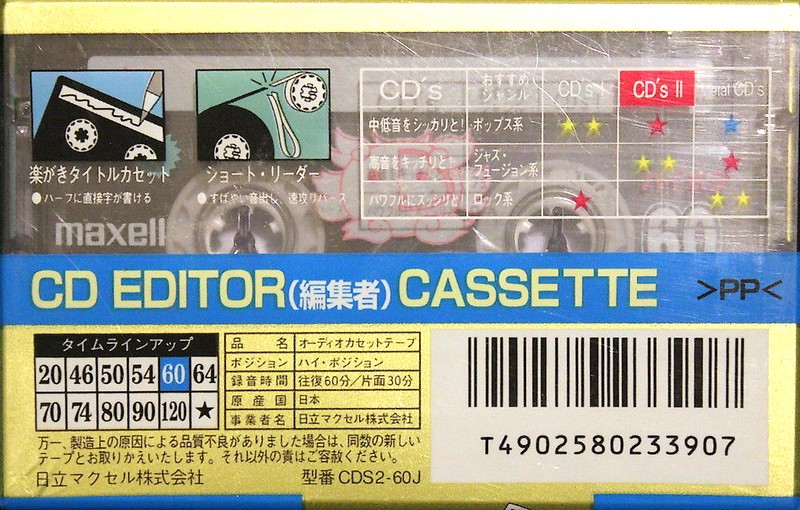 CD's おすすめジャンル CD's I CD's II Metal CD's
中低音をシッカリと! ポップス系 ★★ ★ ★
高音をキッチリと! ジャズ・フュージョン系 ★★ ★
パワフルにスッキリと! ロック系 ★ ★★
楽がきタイトルカセット
●ハーフに直接字が書ける
ショート・リーダー
●すばやい音出し、速攻リバース
maxell
60
CD EDITOR(編集者)CASSETTE
>PP<
タイムラインアップ
20 46 50 54 60 64
70 74 80 90 120 ★
品名 オーディオカセットテープ
ポジション ハイ・ポジション
録音時間 往復60分/片面30分
原産国 日本
事業者名 日立マクセル株式会社
万一、製造上の原因による品質不良がありました場合は、同数の新しい
テープとお取りかえいたします。それ以外の責はご容赦ください。
日立マクセル株式会社 型番 CDS2-60J
T4902580233907